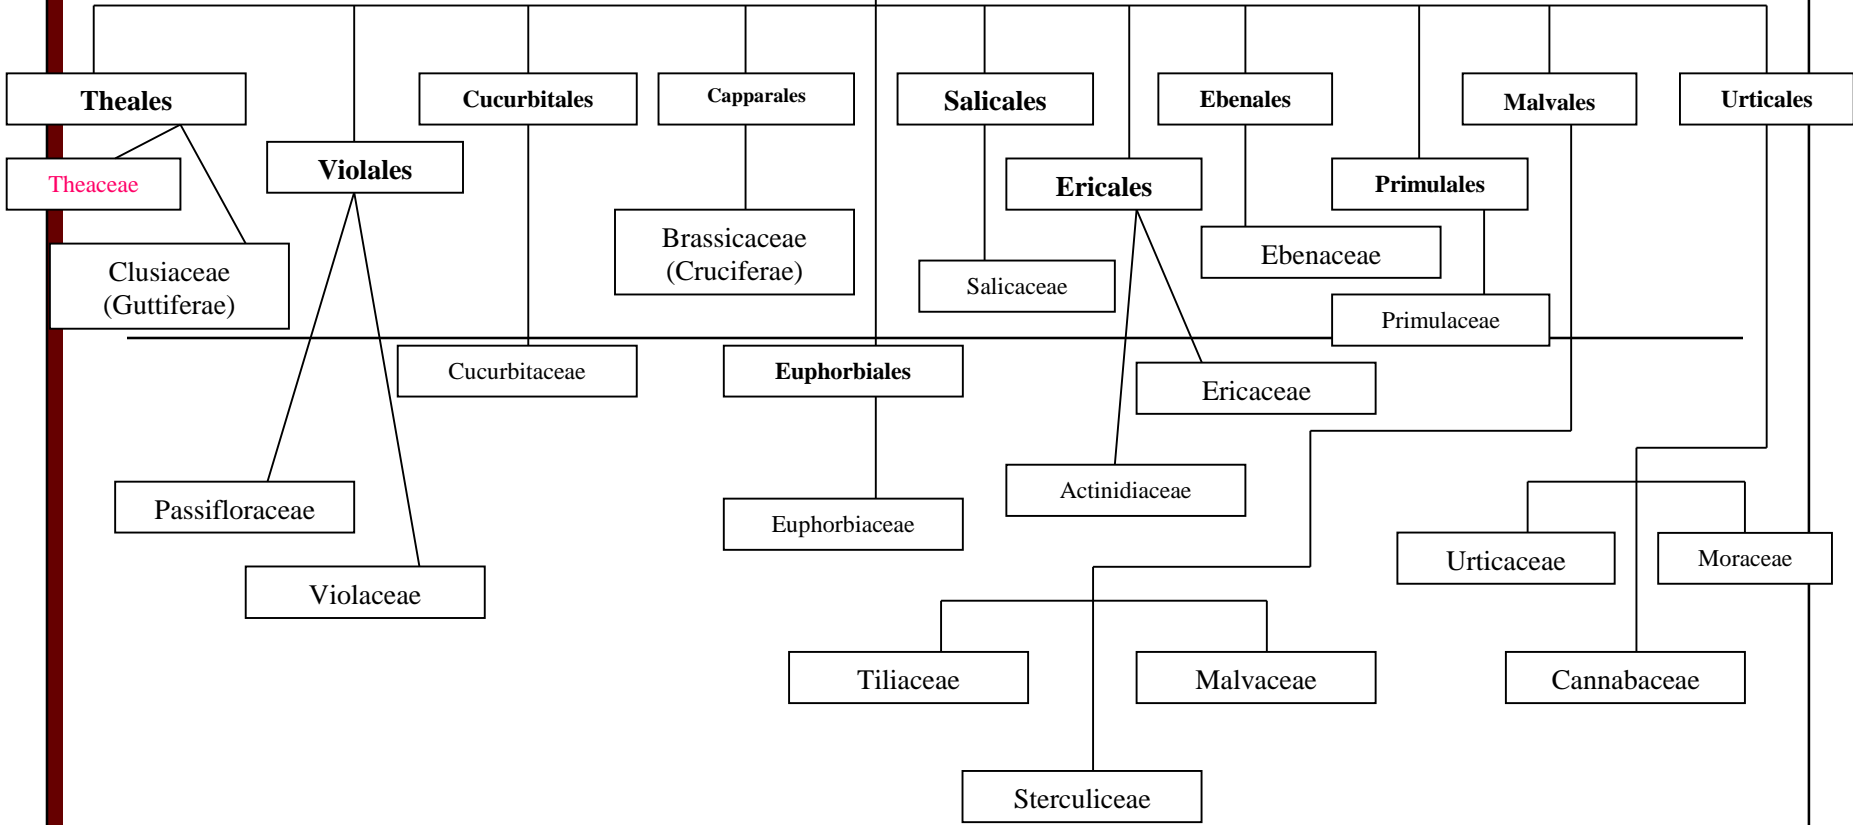 Theales
Cucurbitales
Capparales
Salicales
Ebenales
Malvales
Urticales
Violales
Theaceae
Ericales
Primulales
Brassicaceae
(Cruciferae)
Ebenaceae
Clusiaceae
(Guttiferae)
Salicaceae
Primulaceae
Cucurbitaceae
Euphorbiales
Ericaceae
Actinidiaceae
Passifloraceae
Euphorbiaceae
Urticaceae
Moraceae
Violaceae
Tiliaceae
Malvaceae
Cannabaceae
Sterculiceae